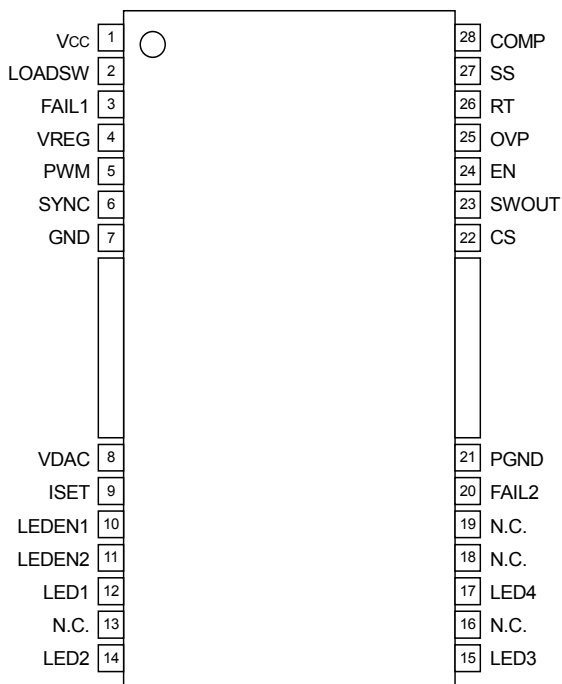 VCC 1 28 COMP
LOADSW 2 27 SS
FAIL1 3 26 RT
VREG 4 25 OVP
PWM 5 24 EN
SYNC 6 23 SWOUT
GND 7 22 CS
VDAC 8 21 PGND
ISET 9 20 FAIL2
LEDEN1 10 19 N.C.
LEDEN2 11 18 N.C.
LED1 12 17 LED4
N.C. 13 16 N.C.
LED2 14 15 LED3